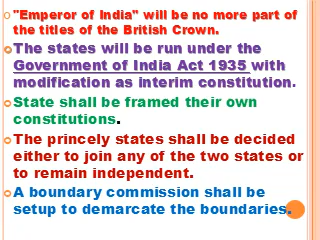 "Emperor of India" will be no more part of
the titles of the British Crown.
The states will be run under the
Government of India Act 1935 with
modification as interim constitution.
State shall be framed their own
constitutions.
The princely states shall be decided
either to join any of the two states or
to remain independent.
A boundary commission shall be
setup to demarcate the boundaries.